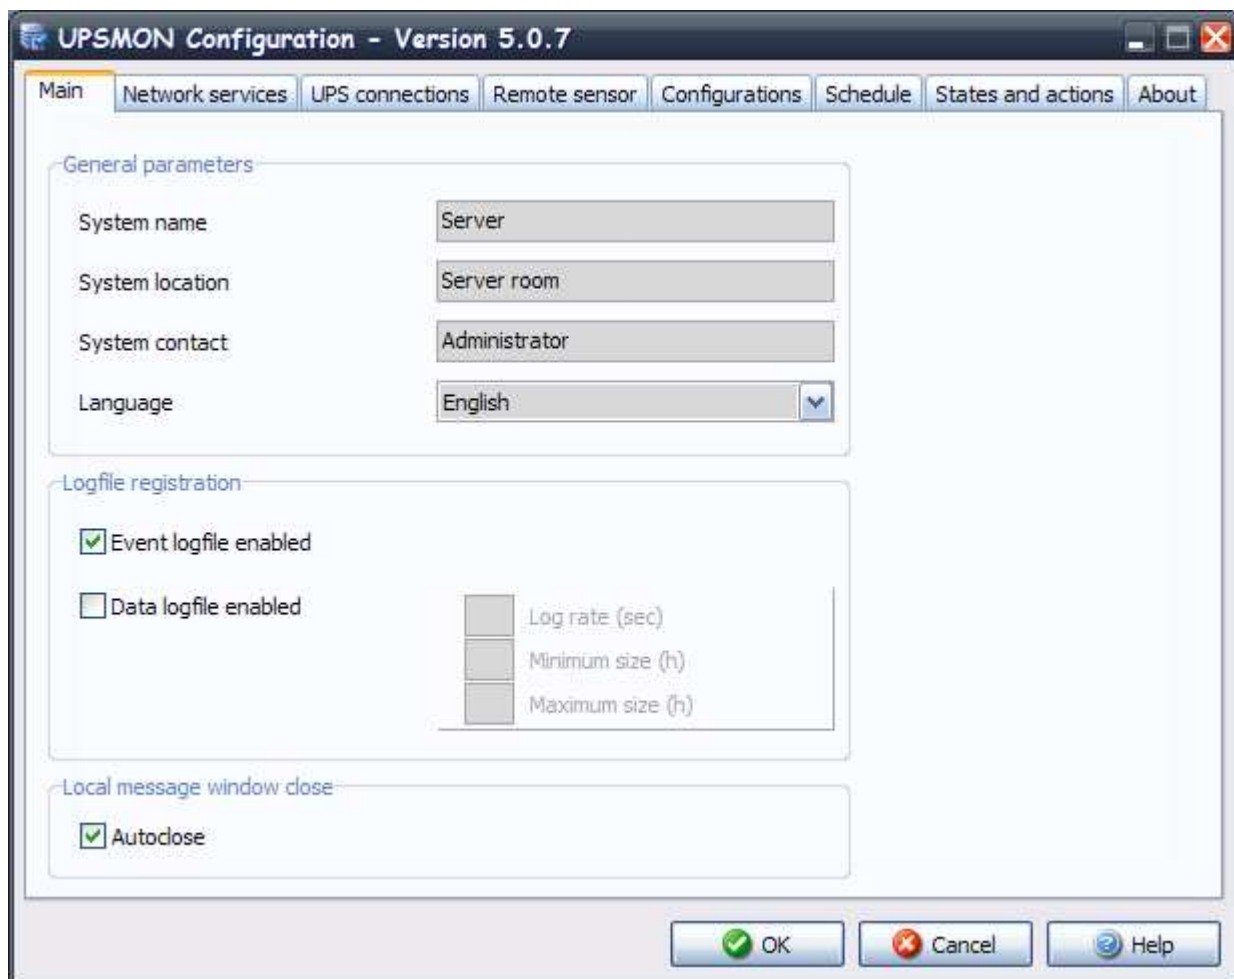 UPSMON Configuration - Version 5.0.7
Main Network services UPS connections Remote sensor Configurations Schedule States and actions About
General parameters
System name Server
System location Server room
System contact Administrator
Language English
Logfile registration
Event logfile enabled
Data logfile enabled
Log rate (sec)
Minimum size (h)
Maximum size (h)
Local message window close
Autoclose
OK Cancel Help